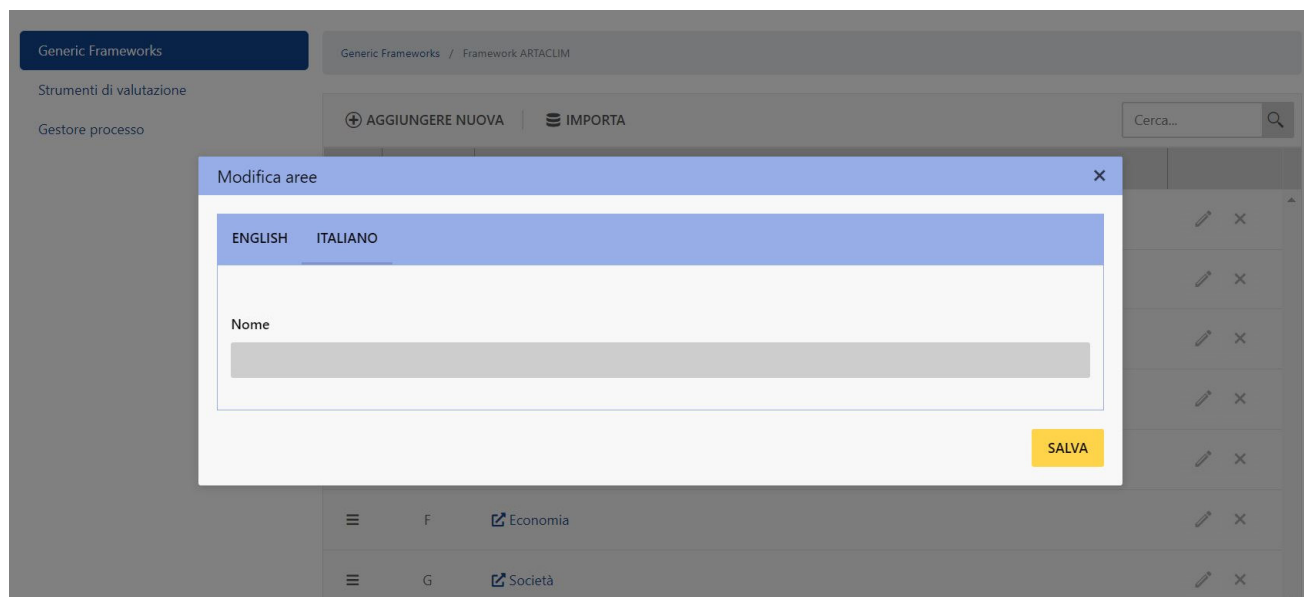 Generic Frameworks
Generic Frameworks / Framework ARTACLIM
Strumenti di valutazione
Gestore processo
AGGIUNGERE NUOVA
IMPORTA
Cerca...
Modifica aree
ENGLISH ITALIANO
Nome
SALVA
F Economia
G Società